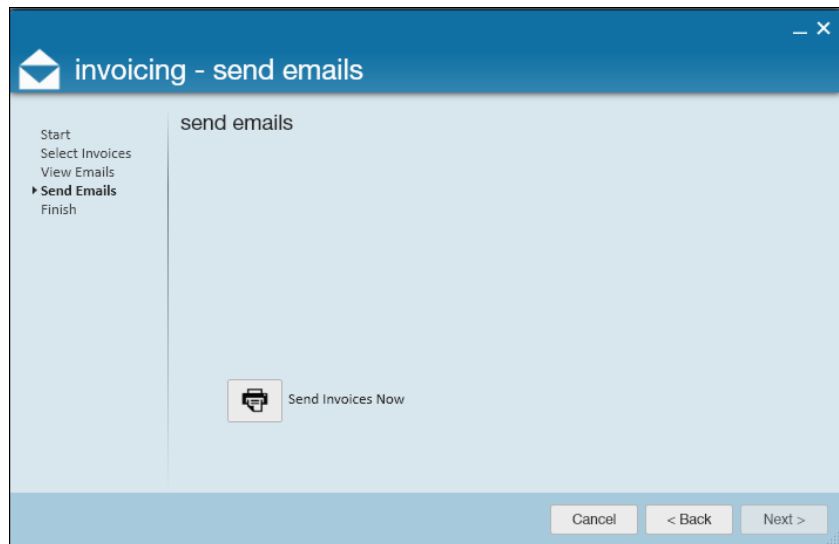 invoicing - send emails
Start
Select Invoices
View Emails
Send Emails
Finish
send emails
Send Invoices Now
Cancel
< Back
Next >